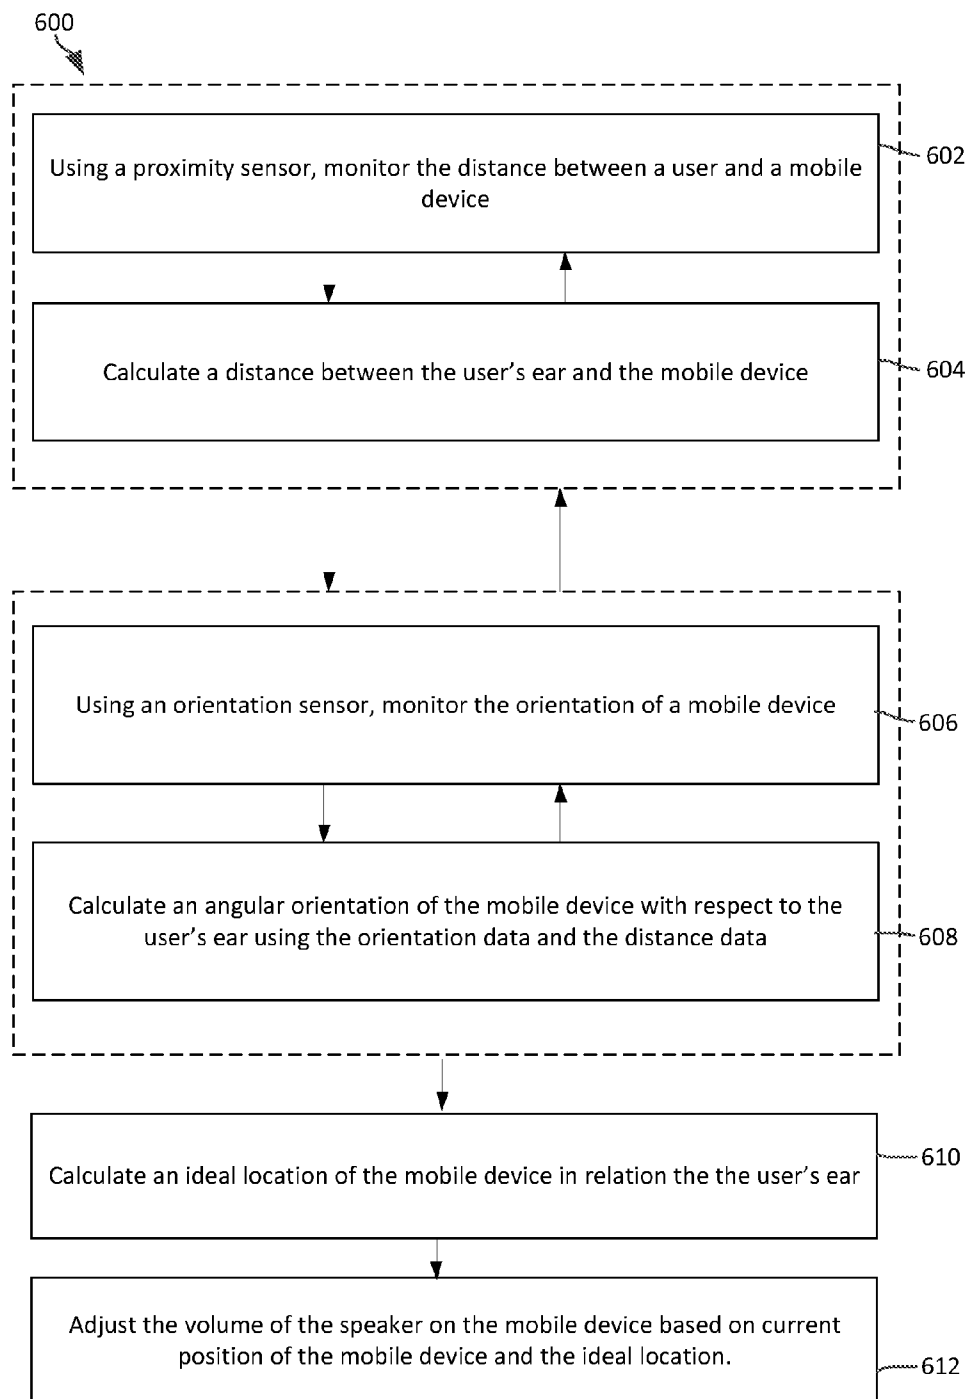 600
Using a proximity sensor, monitor the distance between a user and a mobile
device
602
Calculate a distance between the user's ear and the mobile device
604
Using an orientation sensor, monitor the orientation of a mobile device
606
Calculate an angular orientation of the mobile device with respect to the
user's ear using the orientation data and the distance data
608
Calculate an ideal location of the mobile device in relation the the user's ear
610
Adjust the volume of the speaker on the mobile device based on current
position of the mobile device and the ideal location.
612